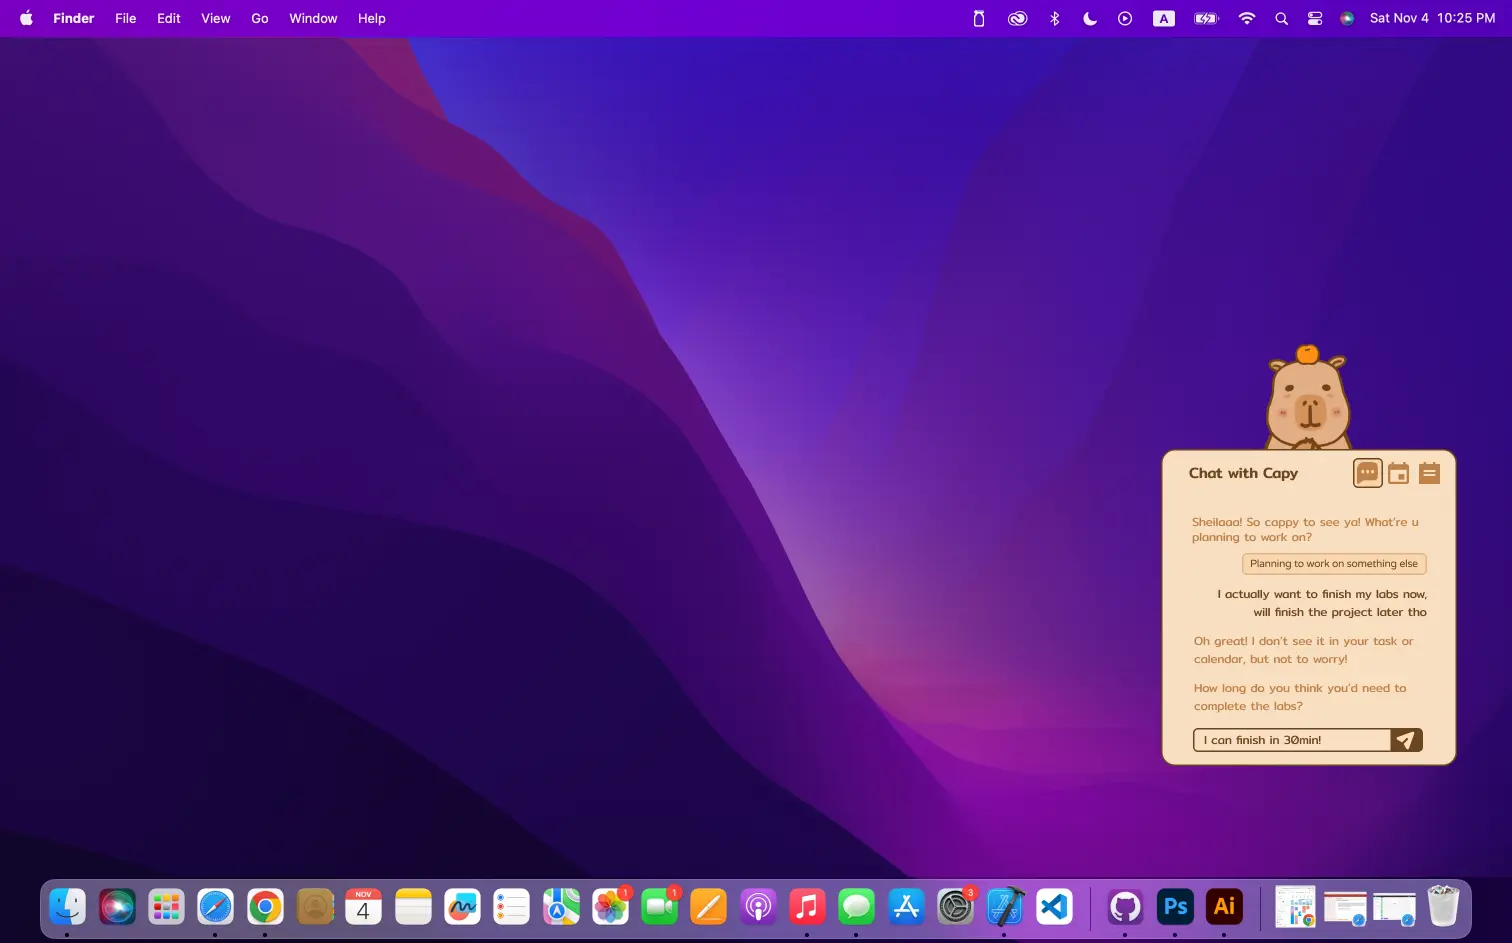 Finder File Edit View Go Window Help
A
Sat Nov 4 10:25 PM
Chat with Capy
Sheilaaa! So cappy to see ya! What're u
planning to work on?
Planning to work on something else
I actually want to finish my labs now,
will finish the project later tho
Oh great! I don't see it in your task or
calendar, but not to worry!
How long do you think you'd need to
complete the labs?
I can finish in 30min!
NOV
4
1
1
3
Ps
Ai